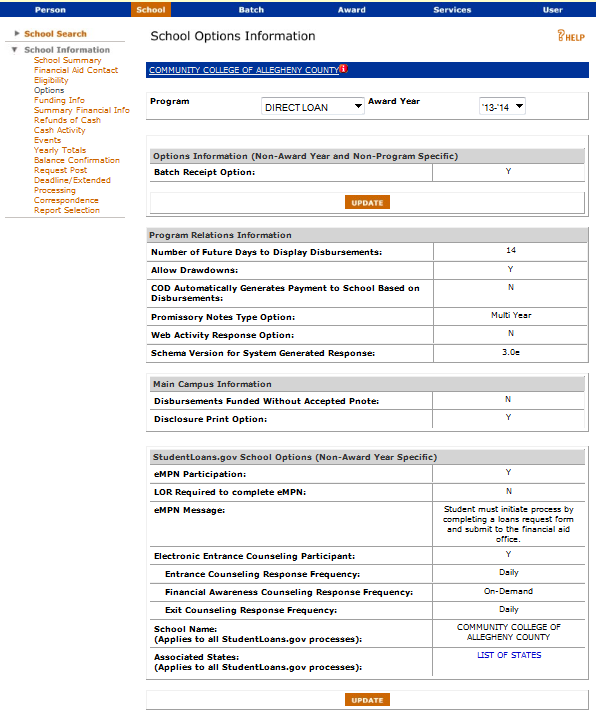 Person School Batch Award Services User
School Search
School Information
School Summary
Financial Aid Contact
Eligibility
Options
Funding Info
Summary Financial Info
Refunds of Cash
Cash Activity
Events
Yearly Totals
Balance Confirmation
Request Post
Deadline/Extended
Processing
Correspondence
Report Selection
School Options Information
? HELP
COMMUNITY COLLEGE OF ALLEGHENY COUNTY i
Program DIRECT LOAN Award Year '13-'14
Options Information (Non-Award Year and Non-Program Specific)
Batch Receipt Option: Y
UPDATE
Program Relations Information
Number of Future Days to Display Disbursements: 14
Allow Drawdowns: Y
COD Automatically Generates Payment to School Based on N
Disbursements:
Promissory Notes Type Option: Multi Year
Web Activity Response Option: N
Schema Version for System Generated Response: 3.0e
Main Campus Information
Disbursements Funded Without Accepted Pnote: N
Disclosure Print Option: Y
StudentLoans.gov School Options (Non-Award Year Specific)
eMPN Participation: Y
LOR Required to complete eMPN: N
eMPN Message: Student must initiate process by
completing a loans request form
and submit to the financial aid
office.
Electronic Entrance Counseling Participant: Y
Entrance Counseling Response Frequency: Daily
Financial Awareness Counseling Response Frequency: On-Demand
Exit Counseling Response Frequency: Daily
School Name: COMMUNITY COLLEGE OF
(Applies to all StudentLoans.gov processes): ALLEGHENY COUNTY
Associated States: LIST OF STATES
(Applies to all StudentLoans.gov processes):
UPDATE